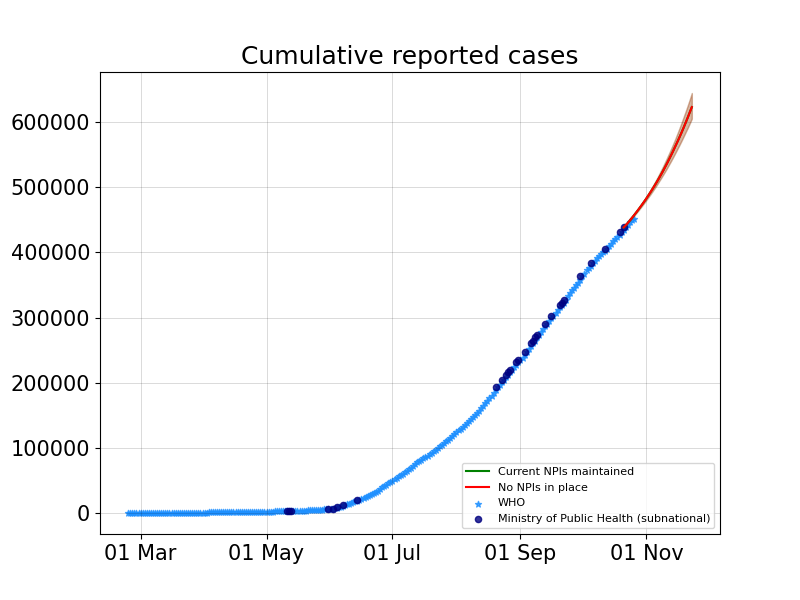 Cumulative reported cases
600000
500000
400000
300000
200000
100000
0
Current NPIs maintained
No NPIs in place
WHO
Ministry of Public Health (subnational)
01 Mar 01 May 01 Jul 01 Sep 01 Nov